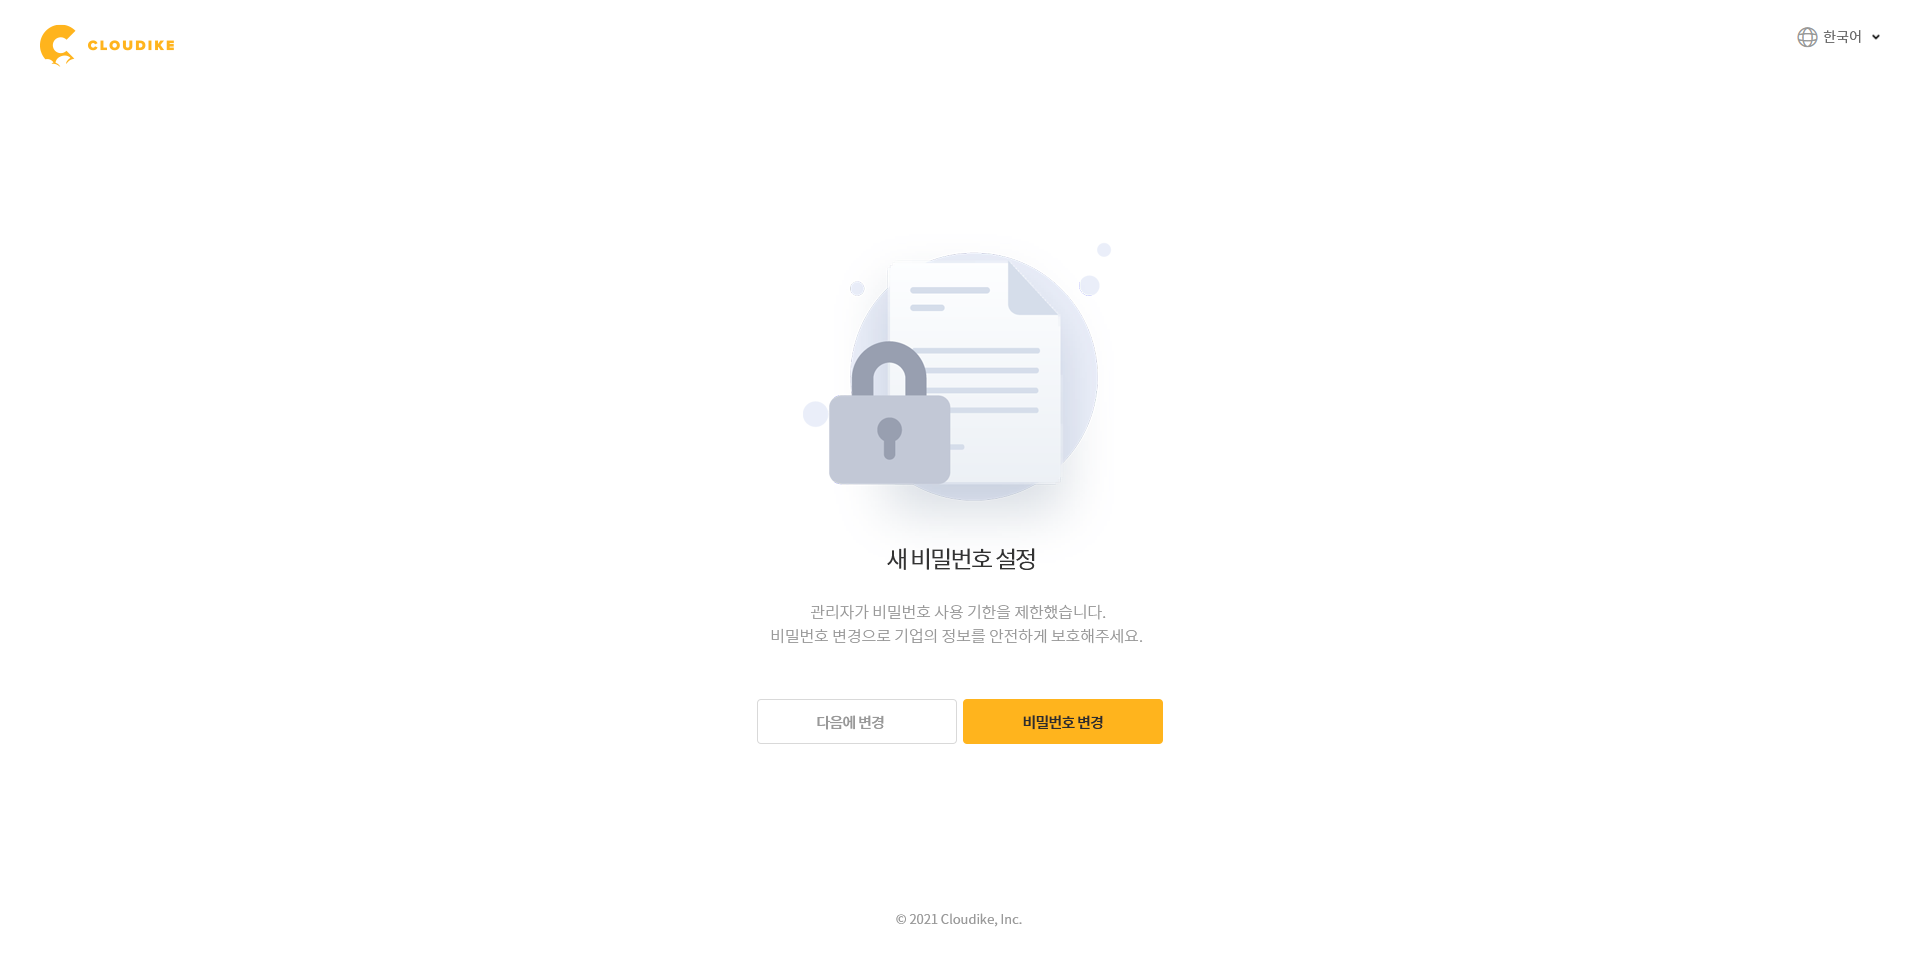 CLOUDIKE
한국어
새 비밀번호 설정
관리자가 비밀번호 사용 기한을 제한했습니다.
비밀번호 변경으로 기업의 정보를 안전하게 보호해주세요.
다음에 변경
비밀번호 변경
© 2021 Cloudike, Inc.